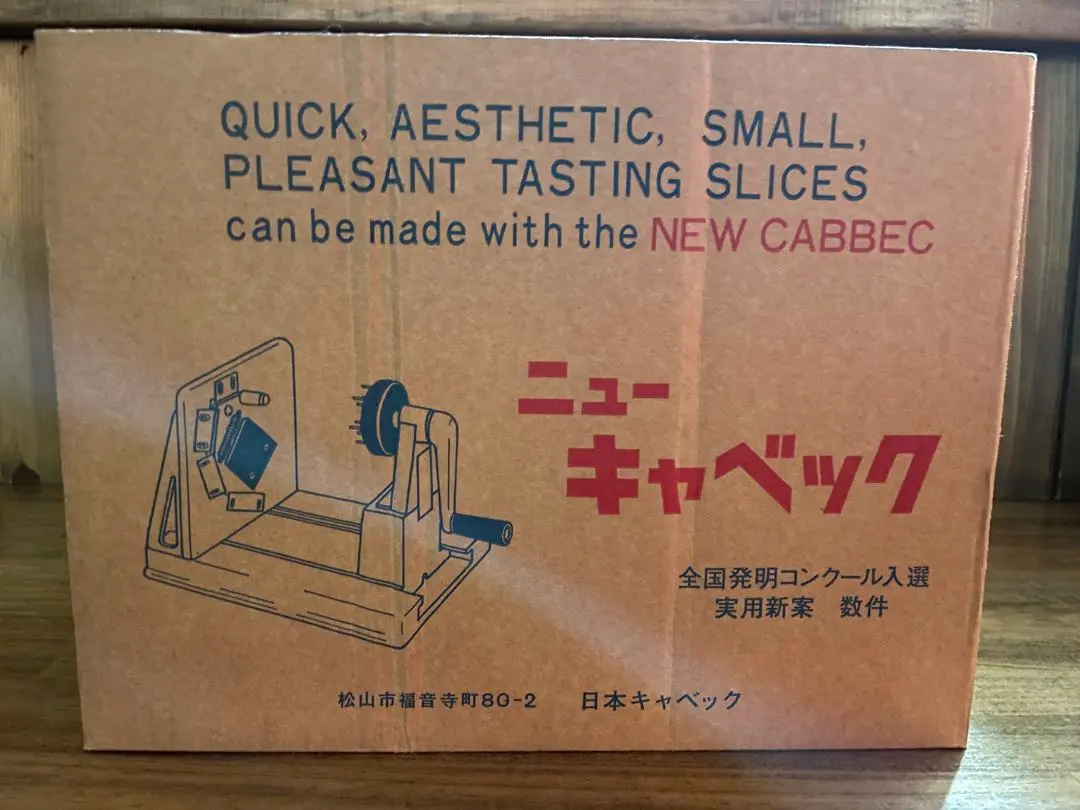 QUICK, AESTHETIC, SMALL,
PLEASANT TASTING SLICES
can be made with the NEW CABBEC
ニュー
キャベック
全国発明コンクール入選
実用新案　数件
松山市福音寺町80-2　日本キャベック